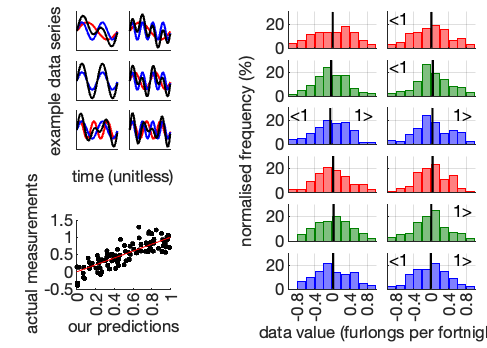 example data series
time (unitless)
actual measurements
1.5
1
0.5
0
-0.5
0 0.2 0.4 0.6 0.8 1
our predictions
normalised frequency (%)
20
0
<1
20
0
<1
20
0
<1 1> 1>
20
0
20
0
1>
20
0
<1 1>
-0.8 -0.4 0 0.4 0.8 -0.8 -0.4 0 0.4 0.8
data value (furlongs per fortnigh